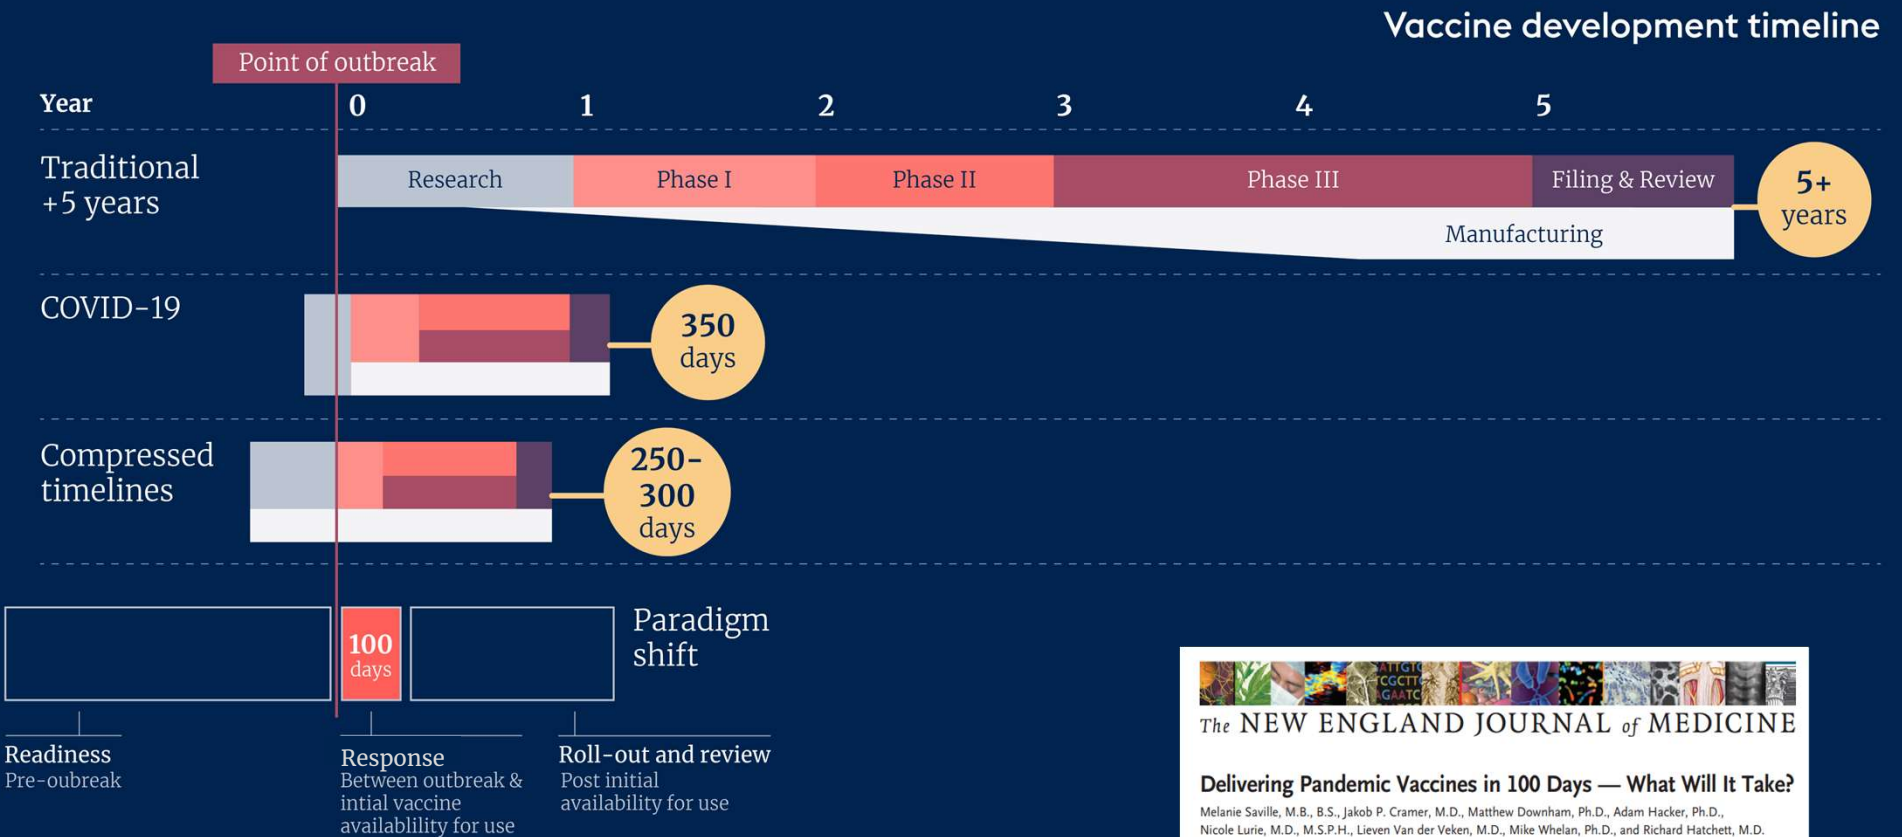 Vaccine development timeline
Point of outbreak
Year 0 1 2 3 4 5
Traditional
+5 years
Research Phase I Phase II Phase III Filing & Review
Manufacturing
5+
years
COVID-19
350
days
Compressed
timelines
250-
300
days
100
days
Paradigm
shift
Readiness
Pre-oubreak
Response
Between outbreak &
intial vaccine
availablility for use
Roll-out and review
Post initial
availability for use
ATTGTC
TCGCTTC
AGAATC
The NEW ENGLAND JOURNAL of MEDICINE
Delivering Pandemic Vaccines in 100 Days — What Will It Take?
Melanie Saville, M.B., B.S., Jakob P. Cramer, M.D., Matthew Downham, Ph.D., Adam Hacker, Ph.D.,
Nicole Lurie, M.D., M.S.P.H., Lieven Van der Veken, M.D., Mike Whelan, Ph.D., and Richard Hatchett, M.D.